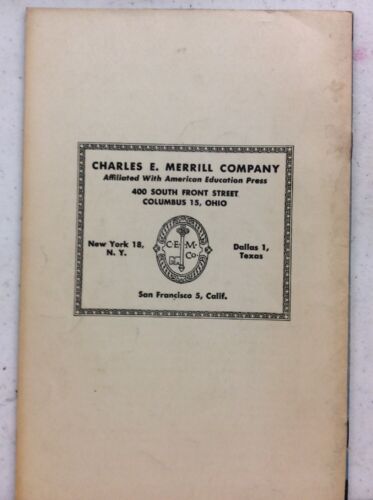 CHARLES E. MERRILL COMPANY
Affiliated With American Education Press
400 SOUTH FRONT STREET
COLUMBUS 15, OHIO
New York 18,
N. Y.
C·E·
M·
Co·
Dallas 1,
Texas
San Francisco 5, Calif.